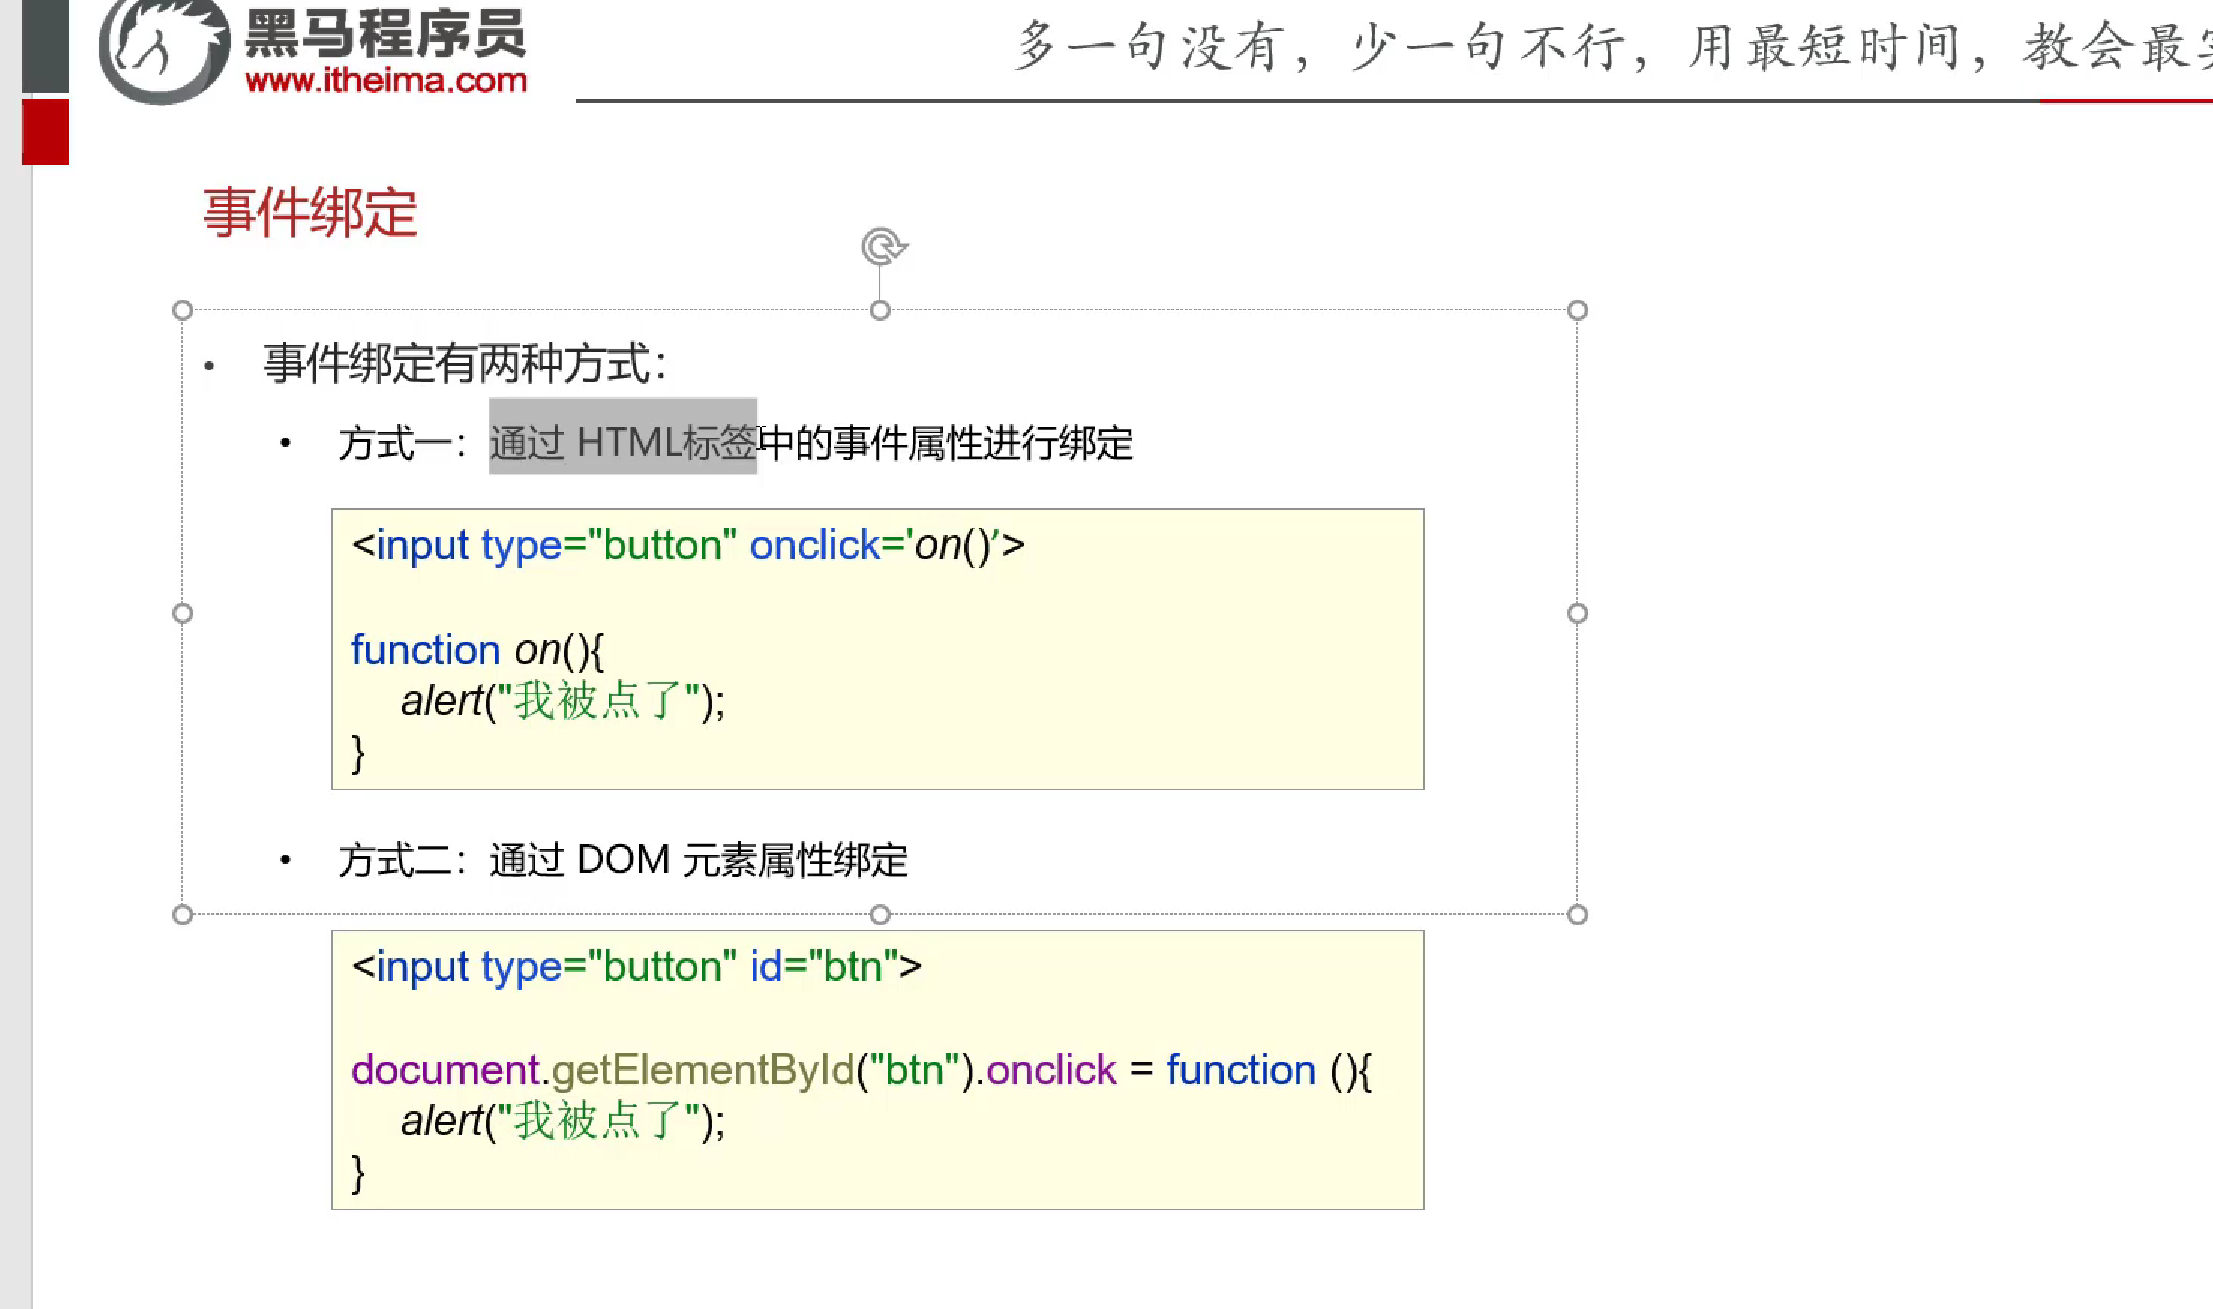 黑马程序员
www.itheima.com
多一句没有，少一句不行，用最短时间，教会最
事件绑定
• 事件绑定有两种方式：
• 方式一：通过 HTML标签中的事件属性进行绑定
<input type="button" onclick='on()’>
function on(){
alert("我被点了");
}
• 方式二：通过 DOM 元素属性绑定
<input type="button" id="btn">
document.getElementById("btn").onclick = function (){
alert("我被点了");
}